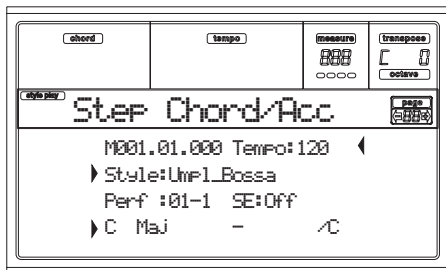 chord tempo measure transpose
888 C 0
octave
style play
Step Chord/Acc page
88
M001.01.000 Tempo:120
Style:Umpl_Bossa
Perf :01-1 SE:Off
C Maj - /C